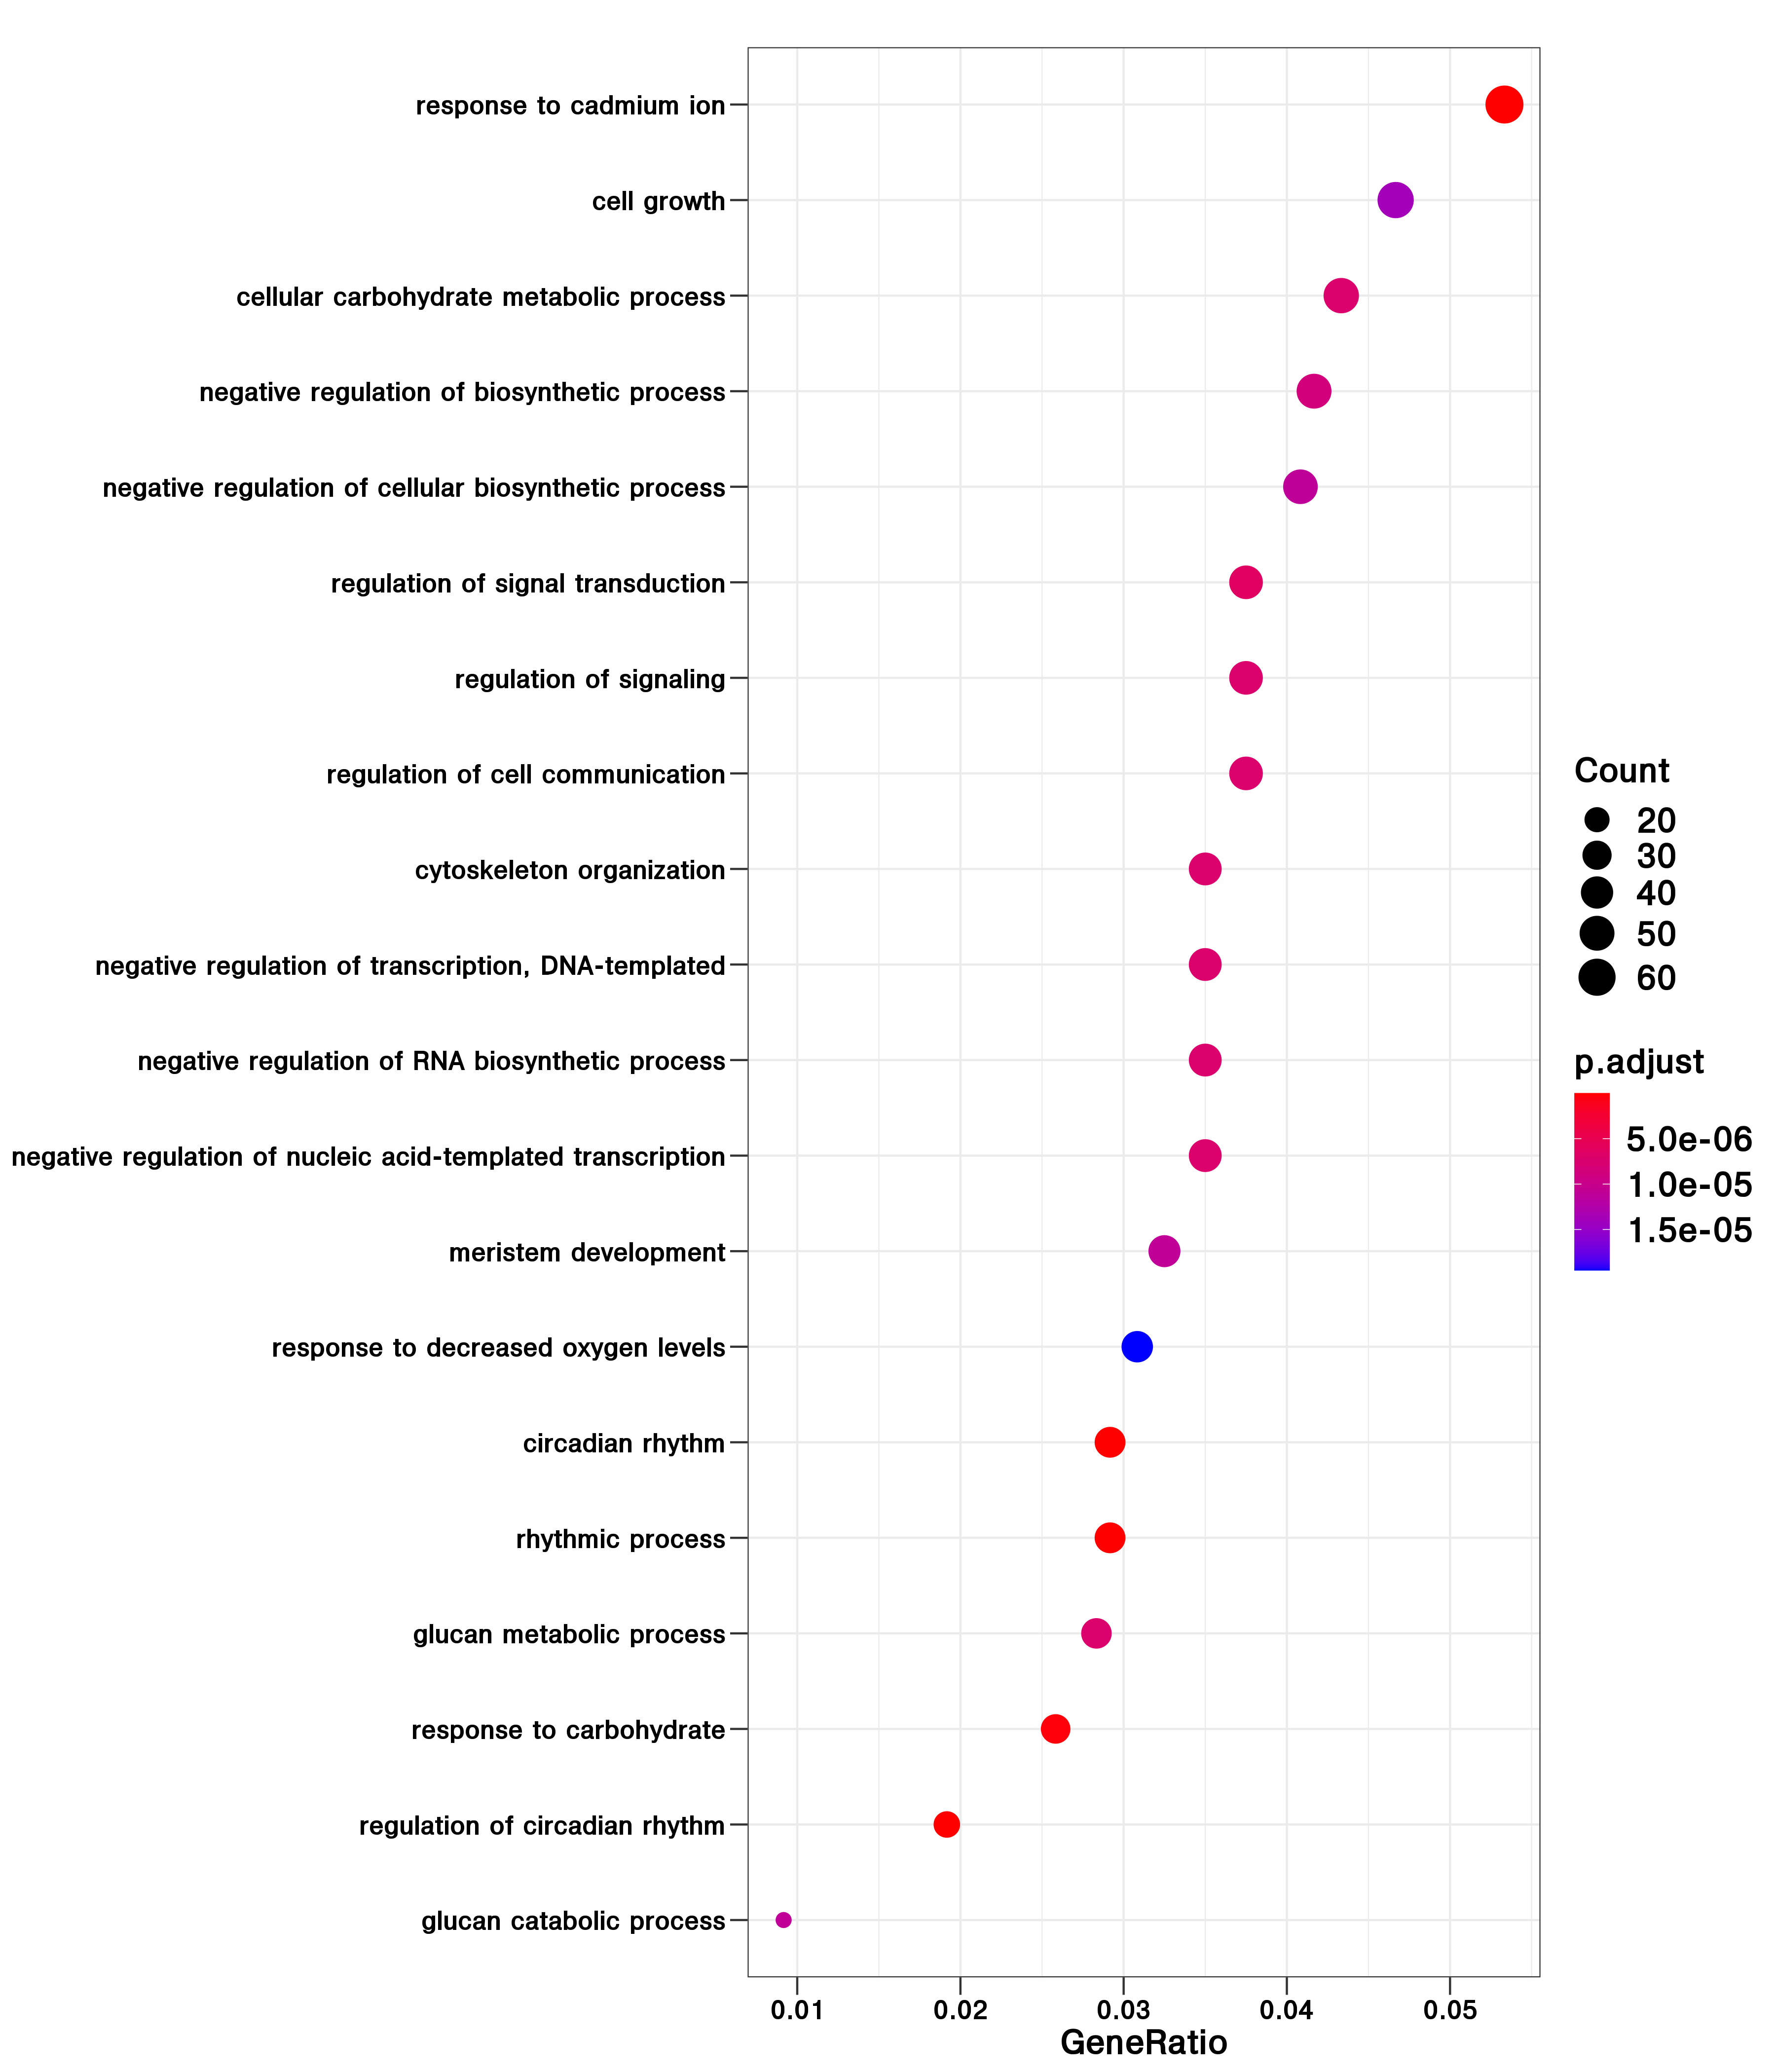 response to cadmium ion
cell growth
cellular carbohydrate metabolic process
negative regulation of biosynthetic process
negative regulation of cellular biosynthetic process
regulation of signal transduction
regulation of signaling
regulation of cell communication
cytoskeleton organization
negative regulation of transcription, DNA-templated
negative regulation of RNA biosynthetic process
negative regulation of nucleic acid-templated transcription
meristem development
response to decreased oxygen levels
circadian rhythm
rhythmic process
glucan metabolic process
response to carbohydrate
regulation of circadian rhythm
glucan catabolic process
0.01 0.02 0.03 0.04 0.05
GeneRatio
Count
20
30
40
50
60
p.adjust
5.0e-06
1.0e-05
1.5e-05